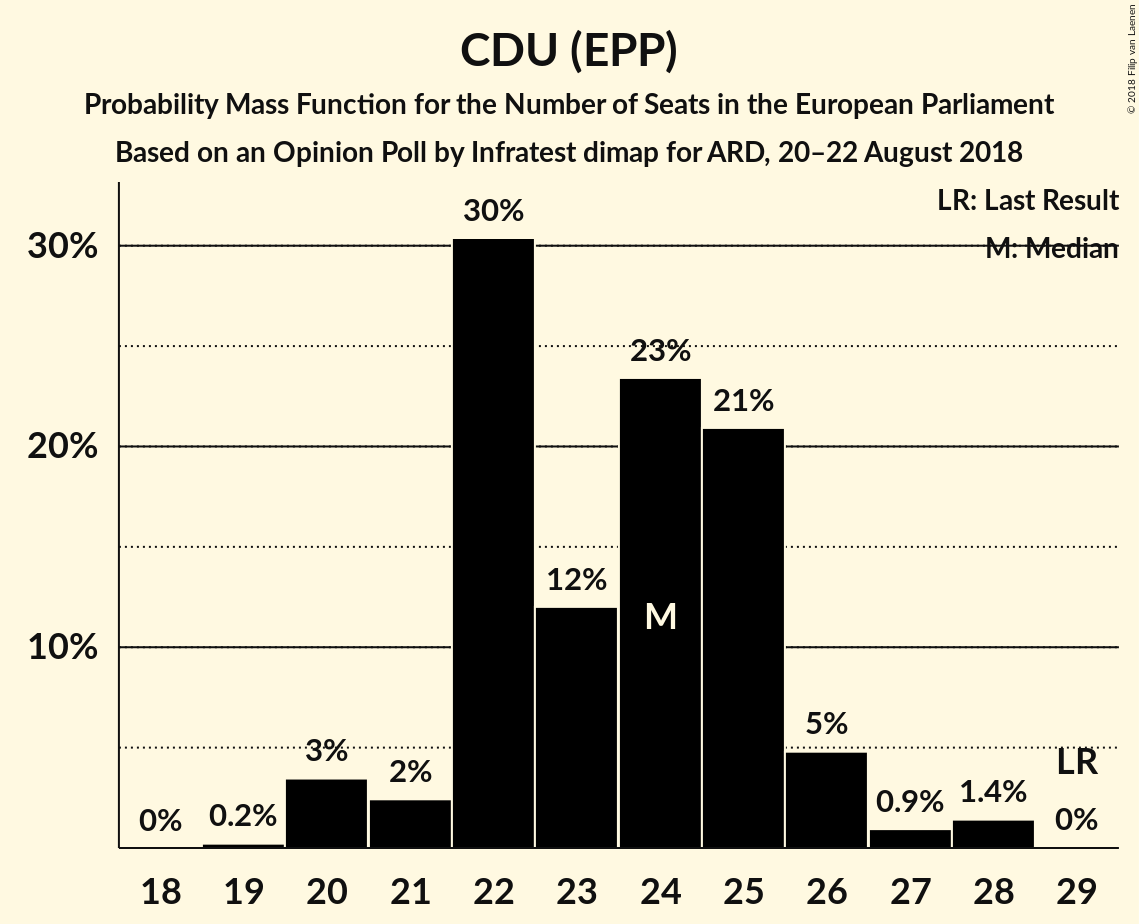 © 2018 Filip van Laenen
CDU (EPP)
Probability Mass Function for the Number of Seats in the European Parliament
Based on an Opinion Poll by Infratest dimap for ARD, 20–22 August 2018
LR: Last Result
M: Median
30%
20%
10%
0%
0.2%
3%
2%
30%
12%
23%
M
21%
5%
0.9%
1.4%
LR
0%
18 19 20 21 22 23 24 25 26 27 28 29